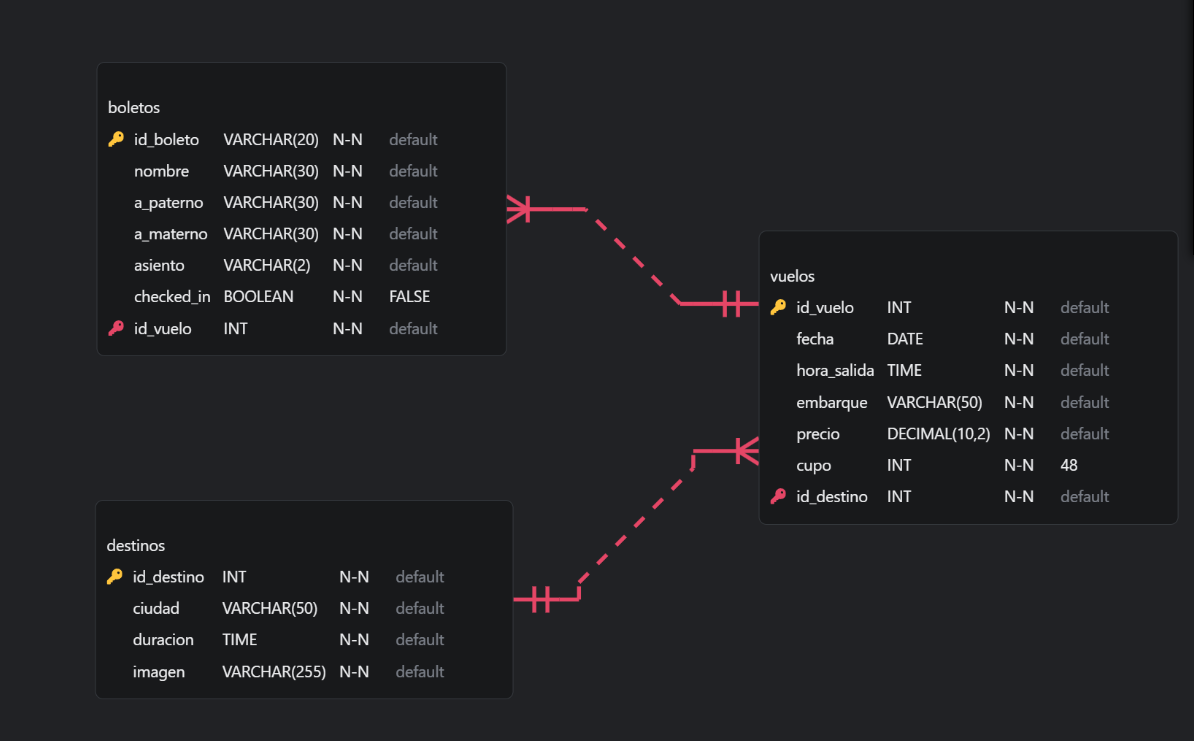 boletos
id_boleto VARCHAR(20) N-N default
nombre VARCHAR(30) N-N default
a_paterno VARCHAR(30) N-N default
a_materno VARCHAR(30) N-N default
asiento VARCHAR(2) N-N default
checked_in BOOLEAN N-N FALSE
id_vuelo INT N-N default
vuelos
id_vuelo INT N-N default
fecha DATE N-N default
hora_salida TIME N-N default
embarque VARCHAR(50) N-N default
precio DECIMAL(10,2) N-N default
cupo INT N-N 48
id_destino INT N-N default
destinos
id_destino INT N-N default
ciudad VARCHAR(50) N-N default
duracion TIME N-N default
imagen VARCHAR(255) N-N default